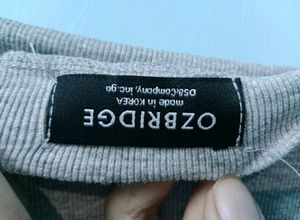 OZBRIDGE
made in KOREA
DS&Company, inc.go